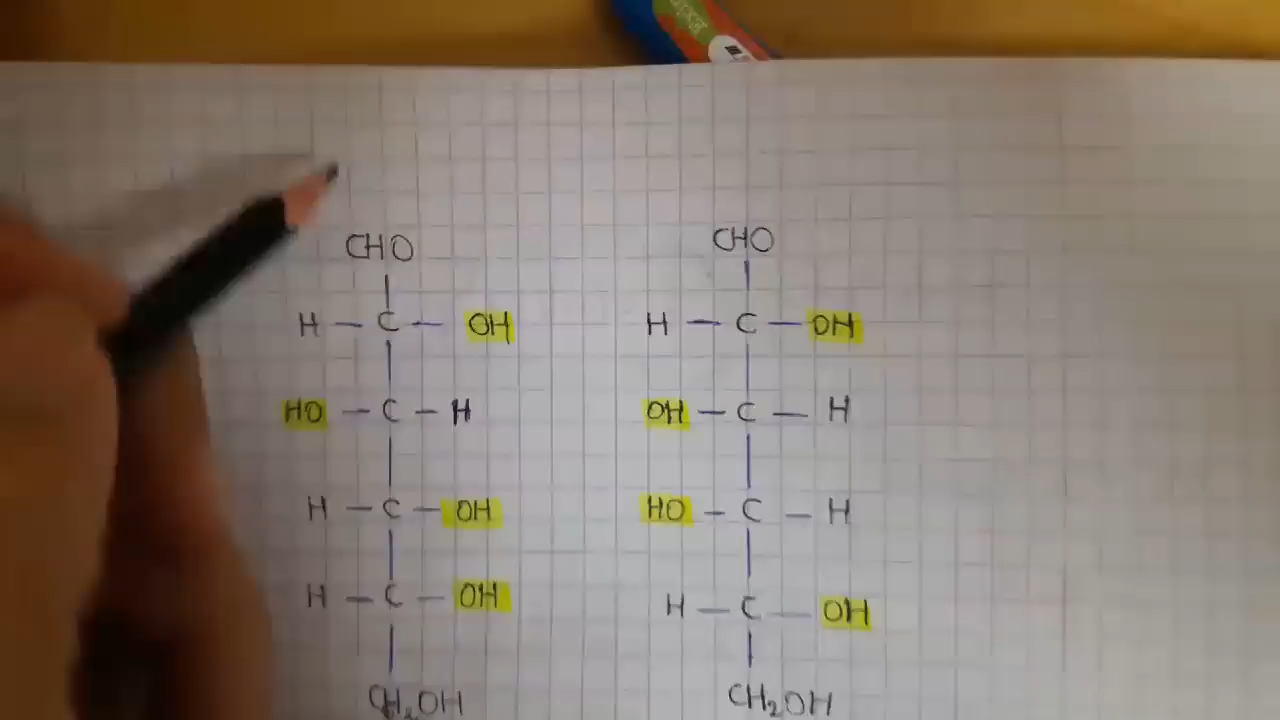 CHO
H – C – OH
HO – C – H
H – C – OH
H – C – OH
CH₂OH
CHO
H – C – OH
OH – C – H
HO – C – H
H – C – OH
CH₂OH